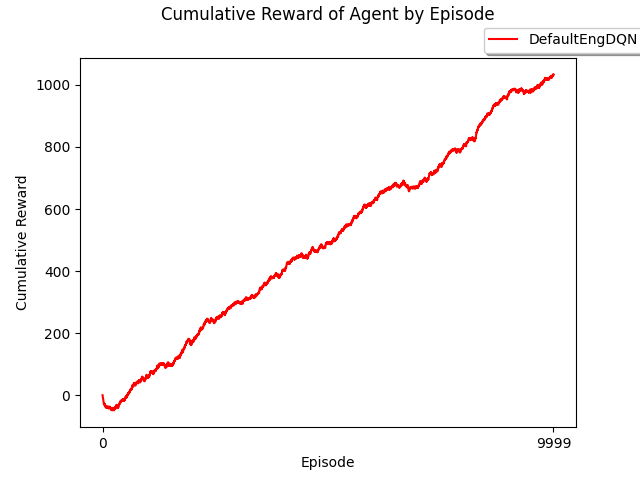 Cumulative Reward of Agent by Episode
DefaultEngDQN
1000
800
600
400
200
0
Cumulative Reward
0
9999
Episode